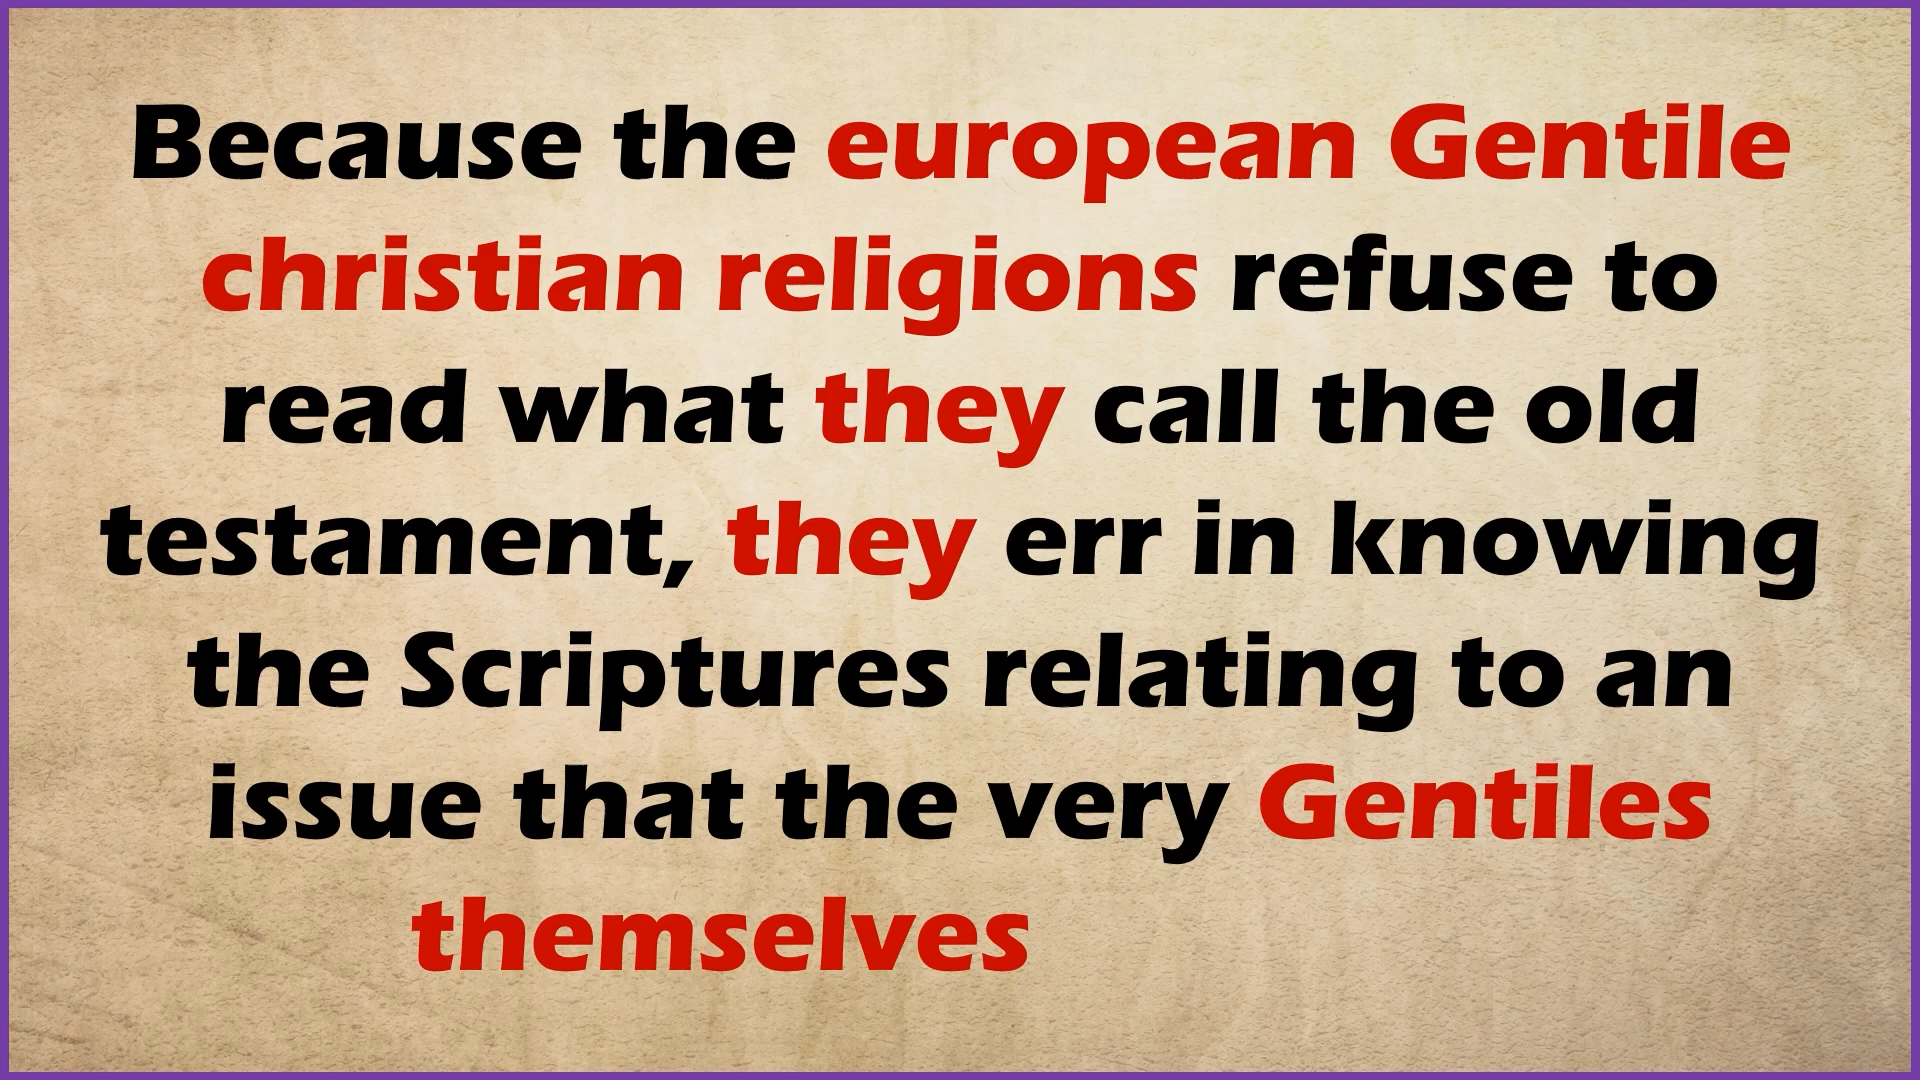 Because the european Gentile
christian religions refuse to
read what they call the old
testament, they err in knowing
the Scriptures relating to an
issue that the very Gentiles
themselves